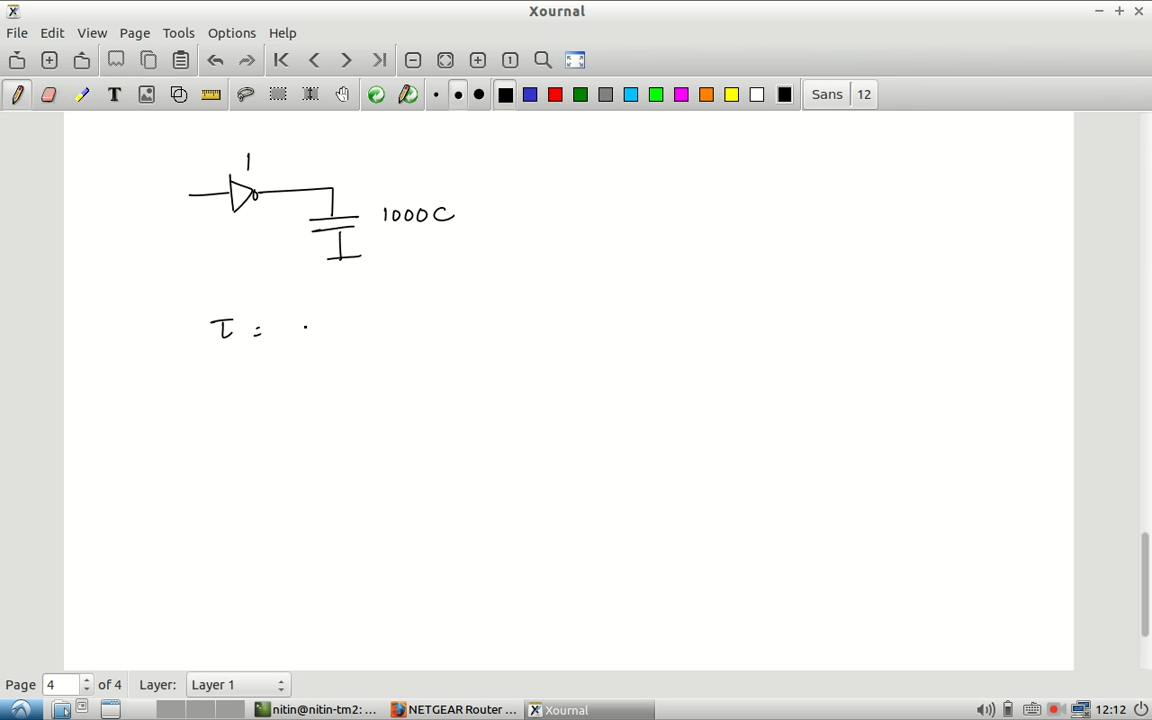 Xournal
File Edit View Page Tools Options Help
T Sans 12
1
1000C
τ = .
Page 4 of 4 Layer: Layer 1
nitin@nitin-tm2: ... NETGEAR Router ... Xournal 12:12